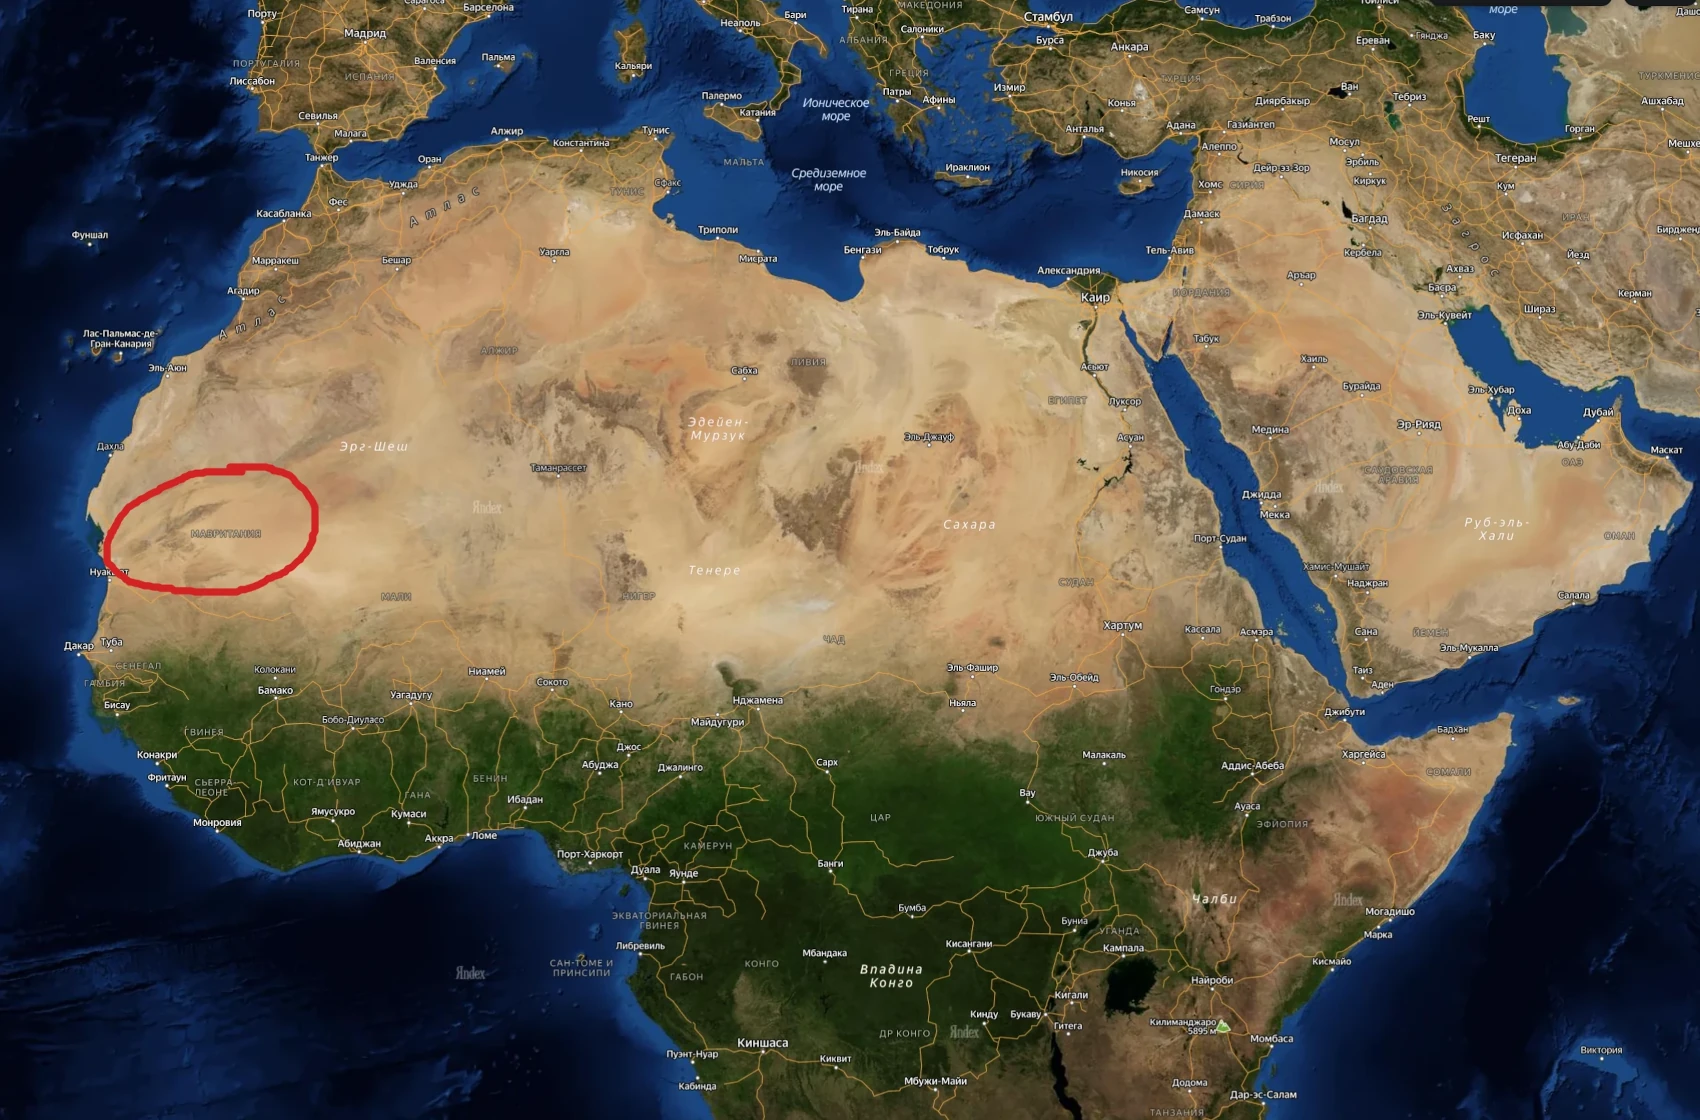 море
Порту
Барселона
Неаполь
Бари
Тирана
МАКЕДОНИЯ
Стамбул
Самсун
Трабзон
Тбилиси
Мадрид
Салоники
Бурса
Анкара
Ереван
Гянджа
Баку
ПОРТУГАЛИЯ
ИСПАНИЯ
Валенсия
Пальма
Кальяри
АЛБАНИЯ
ГРЕЦИЯ
ТУРЦИЯ
Лиссабон
Палермо
Катания
Ионическое
море
Патры
Афины
Измир
Конья
Диярбакыр
Ван
Тебриз
Ашхабад
Севилья
Малага
Алжир
Константина
Тунис
Анталья
Адана
Газиантеп
Решт
Горган
Танжер
Оран
МАЛЬТА
Ираклион
Алеппо
Мосул
Эрбиль
Тегеран
Уджда
ТУНИС
Сфакс
Средиземное
море
Никосия
Хомс
СИРИЯ
Дейр эз-Зор
Киркук
Кум
Фес
Атлас
Касабланка
Дамаск
Багдад
Загрос
ИРАН
Фуншал
Триполи
Эль-Байда
Исфахан
Марракеш
Бешар
Уаргла
Мисрата
Бенгази
Тобрук
Тель-Авив
Кербела
Йезд
Агадир
Александрия
Аръар
Ахваз
Атлас
Каир
ИОРДАНИЯ
Басра
Керман
Эль-Кувейт
Шираз
Лас-Пальмас-де-
Гран-Канария
АЛЖИР
Табук
Эль-Аюн
Сабха
ЛИВИЯ
Асьют
Хаиль
ЕГИПЕТ
Луксор
Бурайда
Эль-Хубар
Доха
Дубай
Эдейен-
Мурзук
Эль-Джауф
Асуан
Медина
Эр-Рияд
Абу-Даби
Маскат
Дахла
Эрг-Шеш
Таманрассет
Yandex
САУДОВСКАЯ
АРАВИЯ
ОАЭ
Яndex
Яndex
Джидда
Мекка
МАВРИТАНИЯ
Сахара
Руб-эль-
Хали
ОМАН
Порт-Судан
Тенере
Хамис-Мушайт
Наджран
МАЛИ
НИГЕР
СУДАН
Салала
Дакар
Туба
ЧАД
Хартум
Кассала
Асмэра
Сана
ЙЕМЕН
Эль-Мукалла
СЕНЕГАЛ
ГАМБИЯ
Колокани
Ниамей
Сокото
Эль-Фашир
Эль-Обейд
Таиз
Аден
Бисау
Бамако
Уагадугу
Кано
Нджамена
Ньяла
Гондэр
Джибути
Бобо-Диуласо
Майдугури
ГВИНЕЯ
Бадхан
Конакри
Джос
Малакаль
Харгейса
Фритаун
СЬЕРРА-
ЛЕОНЕ
КОТ-Д'ИВУАР
БЕНИН
Абуджа
Джалинго
Сарх
Аддис-Абеба
СОМАЛИ
ГАНА
Ибадан
Вау
Ауаса
Монровия
Ямусукро
Кумаси
ЦАР
ЮЖНЫЙ СУДАН
ЭФИОПИЯ
Абиджан
Аккра
Ломе
КАМЕРУН
Порт-Харкорт
Дуала
Яунде
Банги
Джуба
Чалби
Яndex
ЭКВАТОРИАЛЬНАЯ
ГВИНЕЯ
Бумба
Буниа
УГАНДА
Могадишо
Марка
Либревиль
Мбандака
Кисангани
Кампала
САН-ТОМЕ И
ПРИНСИПИ
Яndex
ГАБОН
КОНГО
Впадина
Конго
Кисмайо
Найроби
Кигали
Кинду
Букаву
Гитега
Килиманджаро
5895 м
ДР КОНГО
Яndex
Киншаса
Момбаса
Пуэнт-Нуар
Киквит
Виктория
Кабинда
Мбужи-Майи
Додома
Дар-эс-Салам
ТАНЗАНИЯ